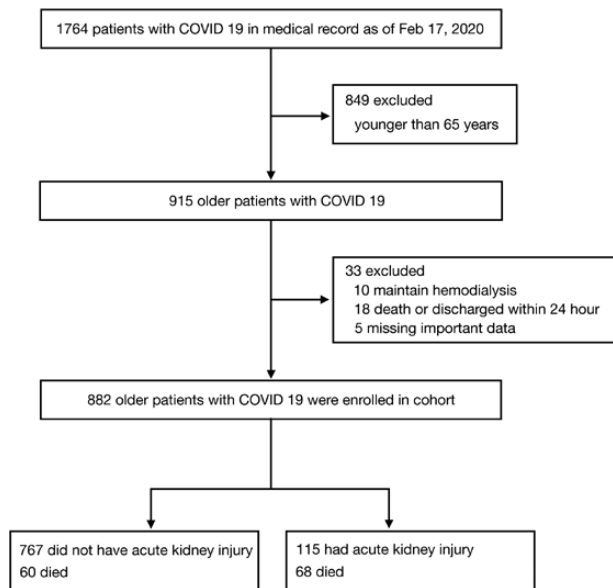 1764 patients with COVID 19 in medical record as of Feb 17, 2020
849 excluded
younger than 65 years
915 older patients with COVID 19
33 excluded
10 maintain hemodialysis
18 death or discharged within 24 hour
5 missing important data
882 older patients with COVID 19 were enrolled in cohort
767 did not have acute kidney injury
60 died
115 had acute kidney injury
68 died